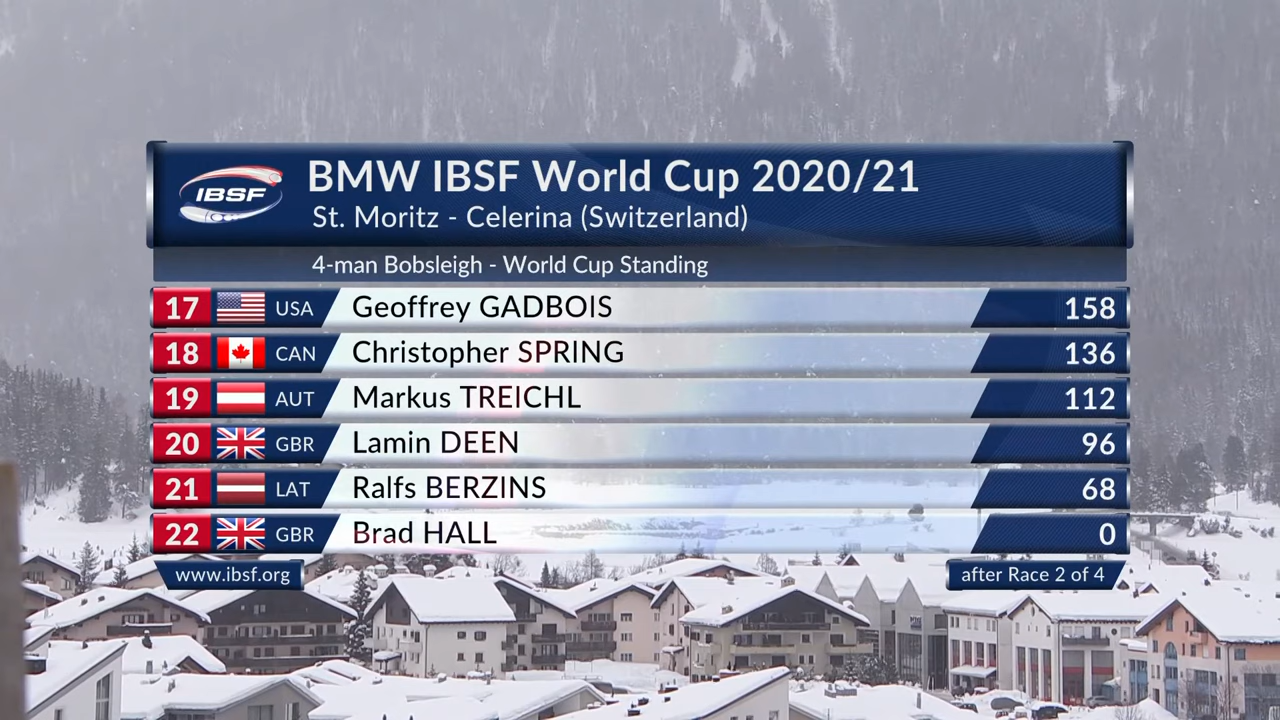 IBSF
BMW IBSF World Cup 2020/21
St. Moritz - Celerina (Switzerland)
4-man Bobsleigh - World Cup Standing
17 USA Geoffrey GADBOIS 158
18 CAN Christopher SPRING 136
19 AUT Markus TREICHL 112
20 GBR Lamin DEEN 96
21 LAT Ralfs BERZINS 68
22 GBR Brad HALL 0
www.ibsf.org after Race 2 of 4